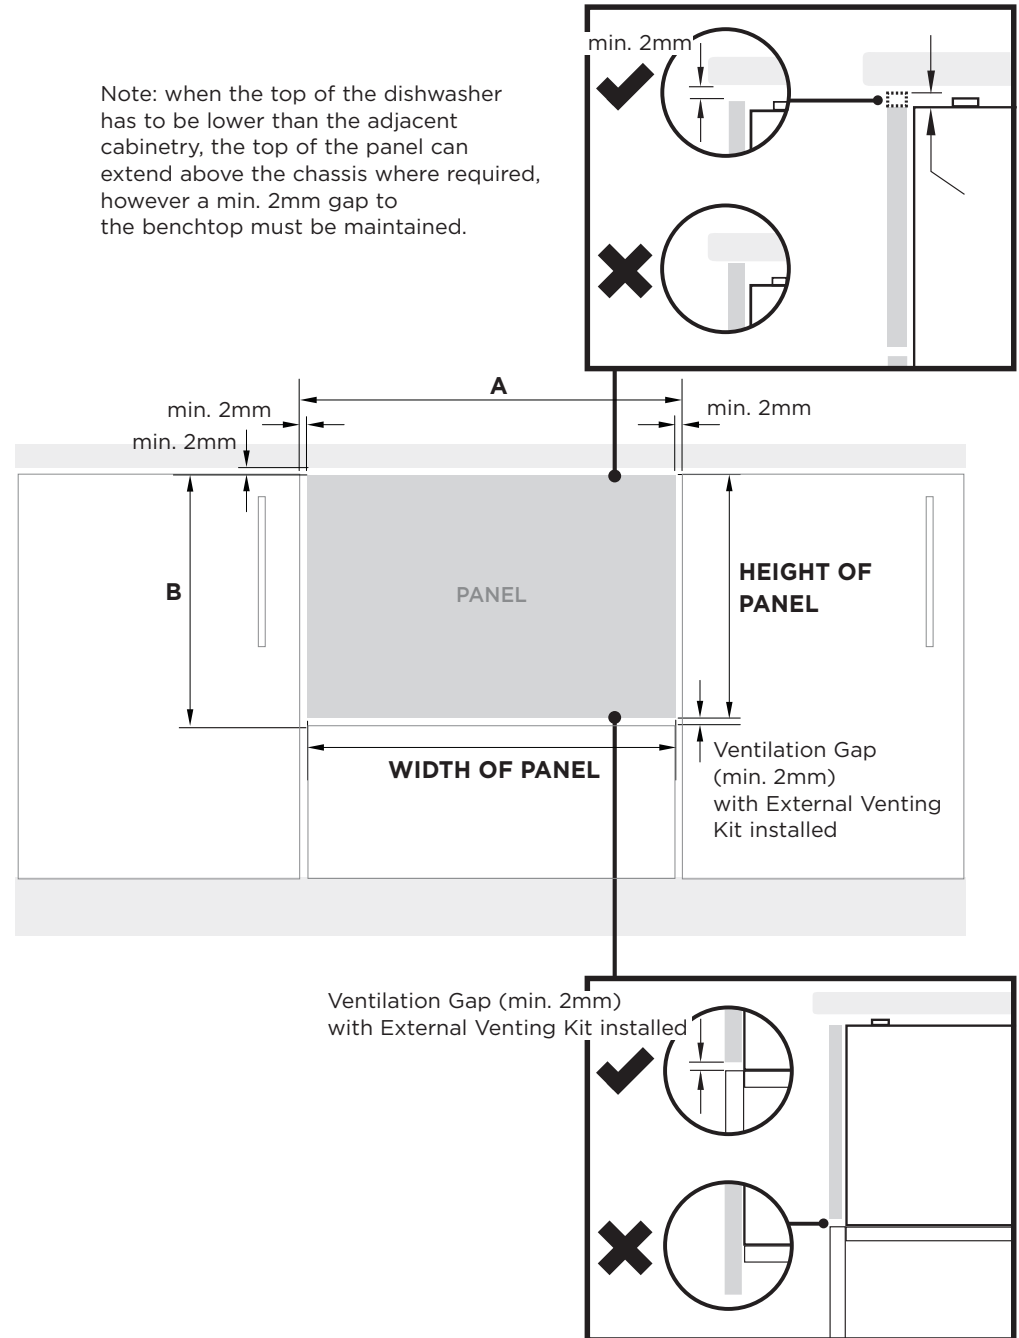 min. 2mm
Note: when the top of the dishwasher
has to be lower than the adjacent
cabinetry, the top of the panel can
extend above the chassis where required,
however a min. 2mm gap to
the benchtop must be maintained.
A
min. 2mm
min. 2mm
min. 2mm
B
PANEL
HEIGHT OF
PANEL
WIDTH OF PANEL
Ventilation Gap
(min. 2mm)
with External Venting
Kit installed
Ventilation Gap (min. 2mm)
with External Venting Kit installed